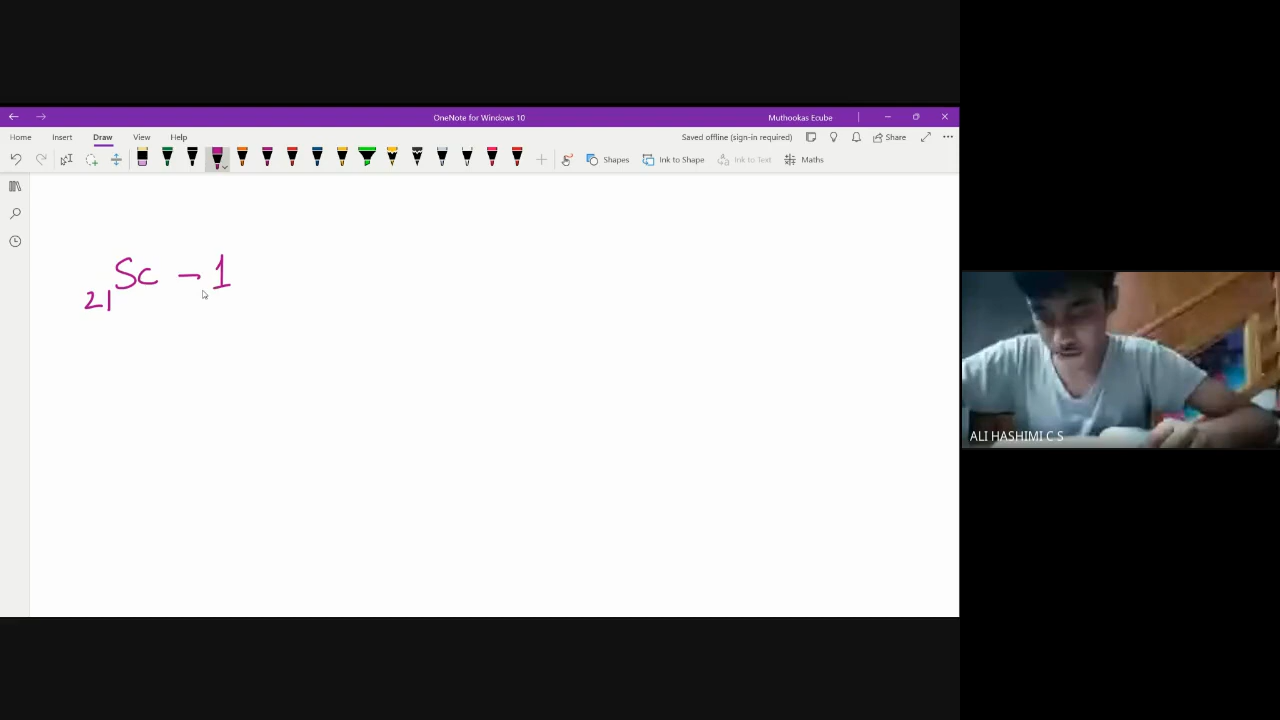 OneNote for Windows 10
Muthookas Ecube
Home Insert Draw View Help
Saved offline (sign-in required)
Share
Shapes
Ink to Shape
Ink to Text
Maths
21Sc – 1
ALI HASHIMI C S